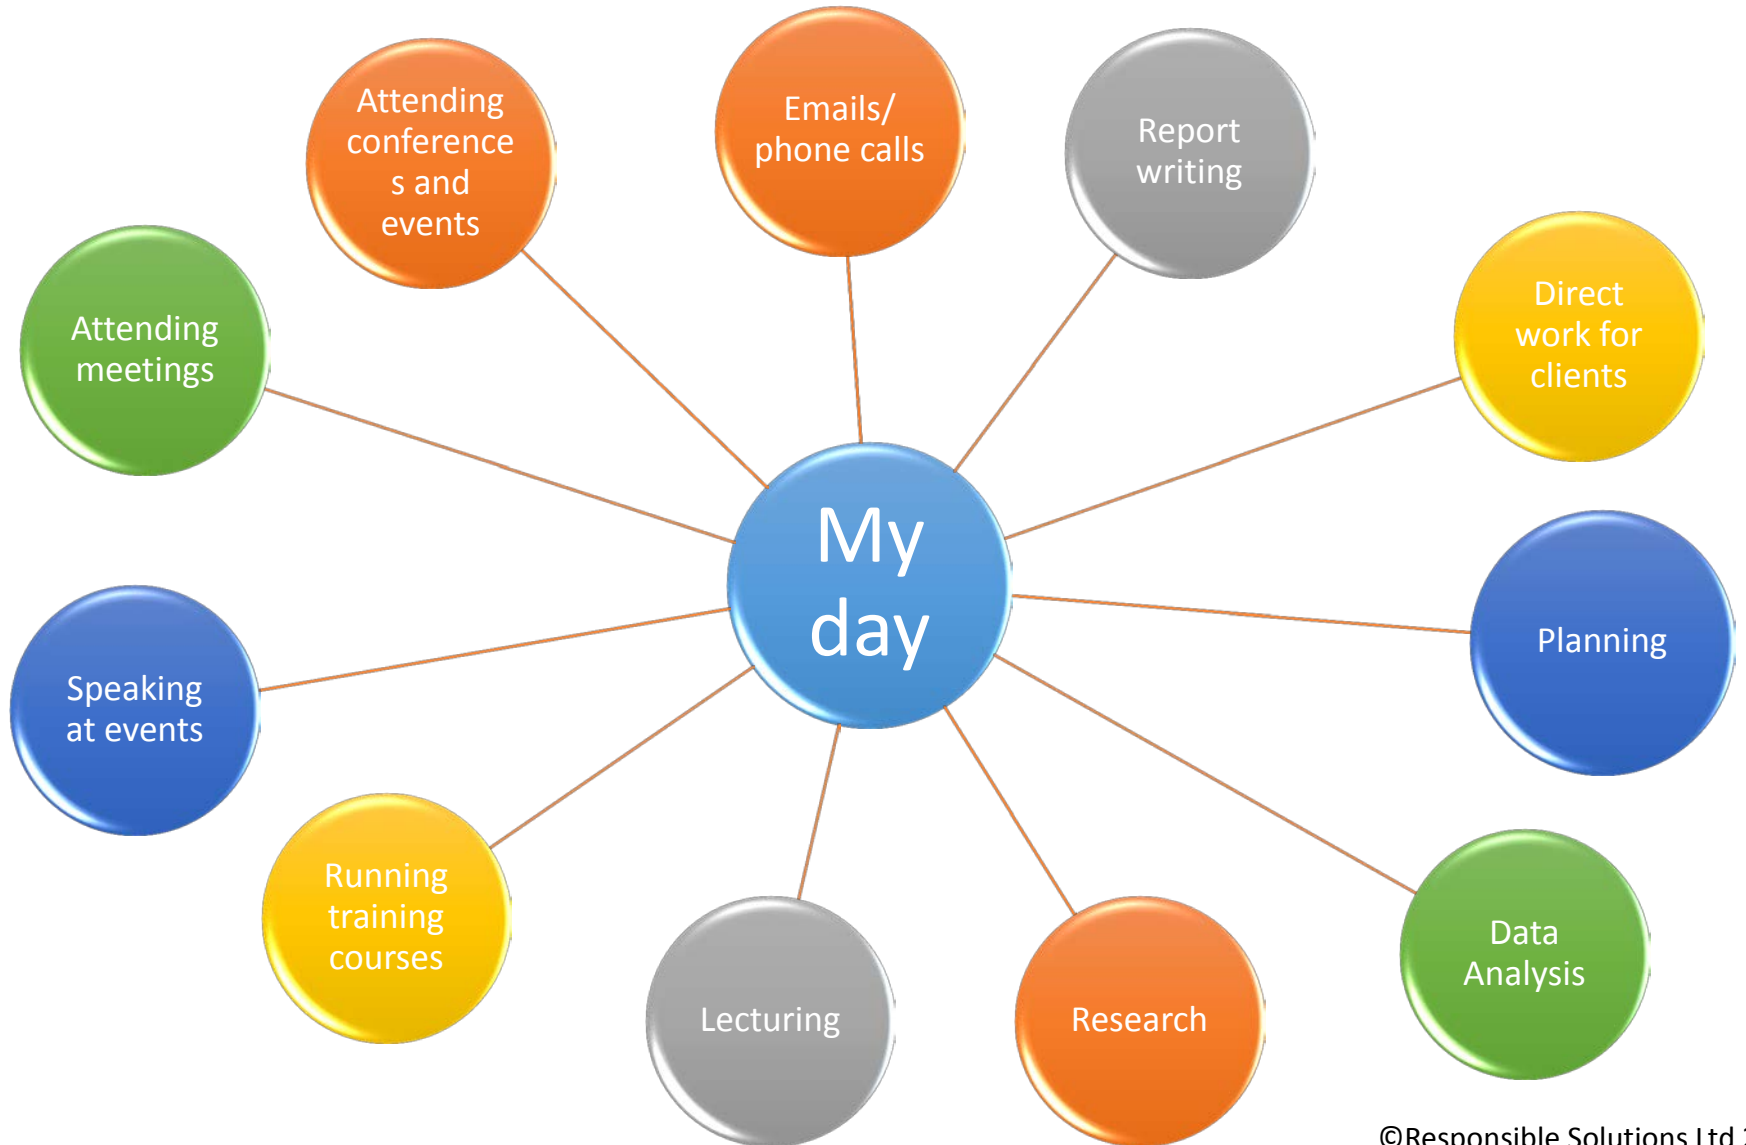 My
day
Emails/
phone calls
Report
writing
Direct
work for
clients
Planning
Data
Analysis
Research
Lecturing
Running
training
courses
Speaking
at events
Attending
meetings
Attending
conference
s and
events
©Responsible Solutions Ltd